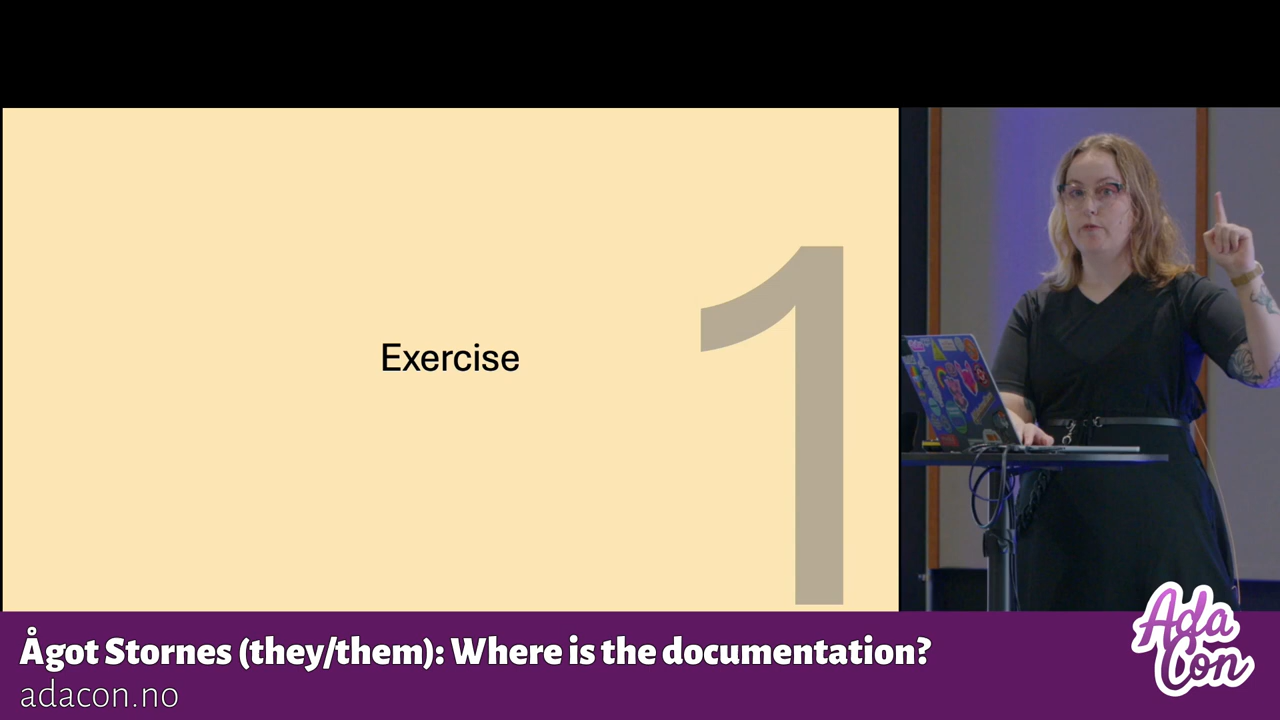 Exercise
1
Ågot Stornes (they/them): Where is the documentation?
adacon.no
Ada
Con